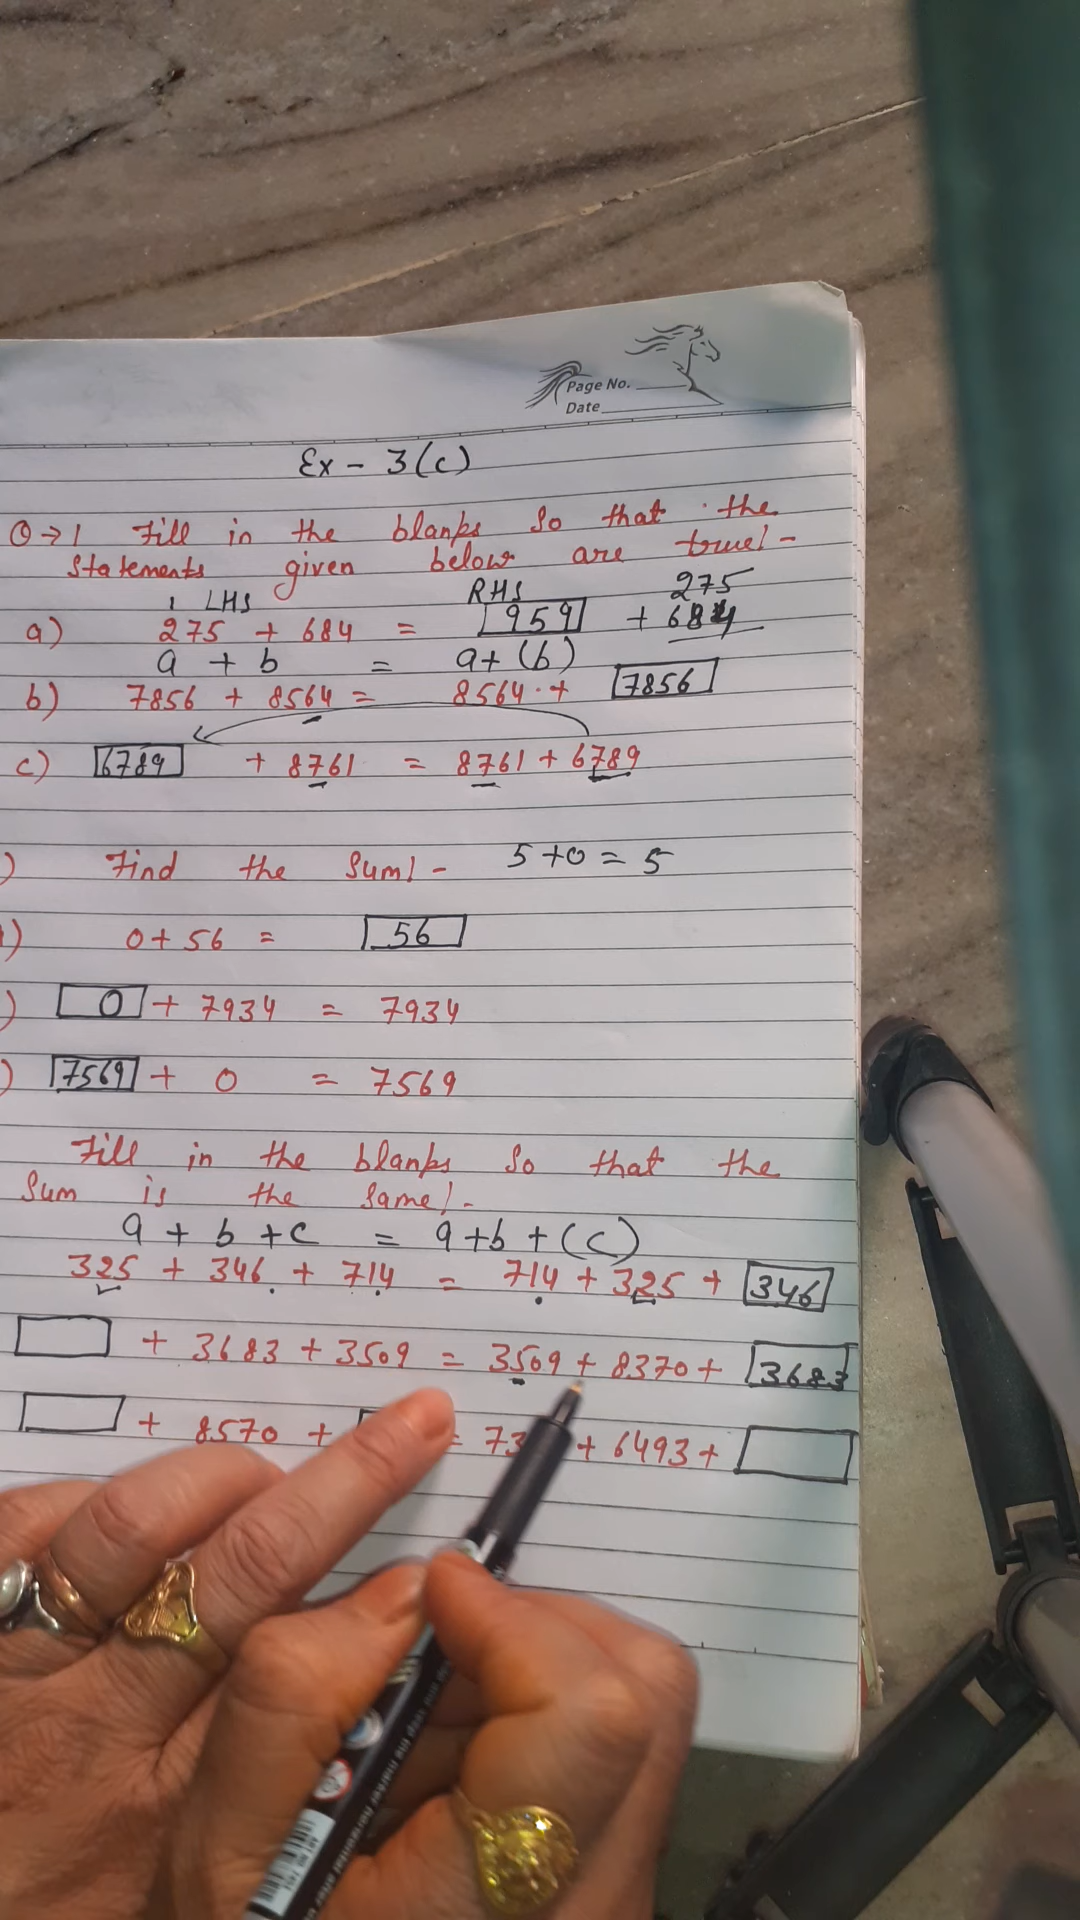 Page No.
Date
Ex - 3(c)
Q→1 Fill in the blanks so that the
statements given below are true!-
LHS RHS 275
a) 275 + 684 = 959 + 684
a + b = a+(b)
b) 7856 + 8564 = 8564 + 7856
c) 6789 + 8761 = 8761 + 6789
) Find the sum!- 5+0 = 5
) 0+56 = 56
) 0 + 7934 = 7934
) 7569 + 0 = 7569
Fill in the blanks so that the
sum is the same!-
a + b + c = a+b+(c)
325 + 346 + 714 = 714 + 325 + 346
+ 3683 + 3509 = 3509 + 8370 + 3683
+ 8570 + = + 6493 +